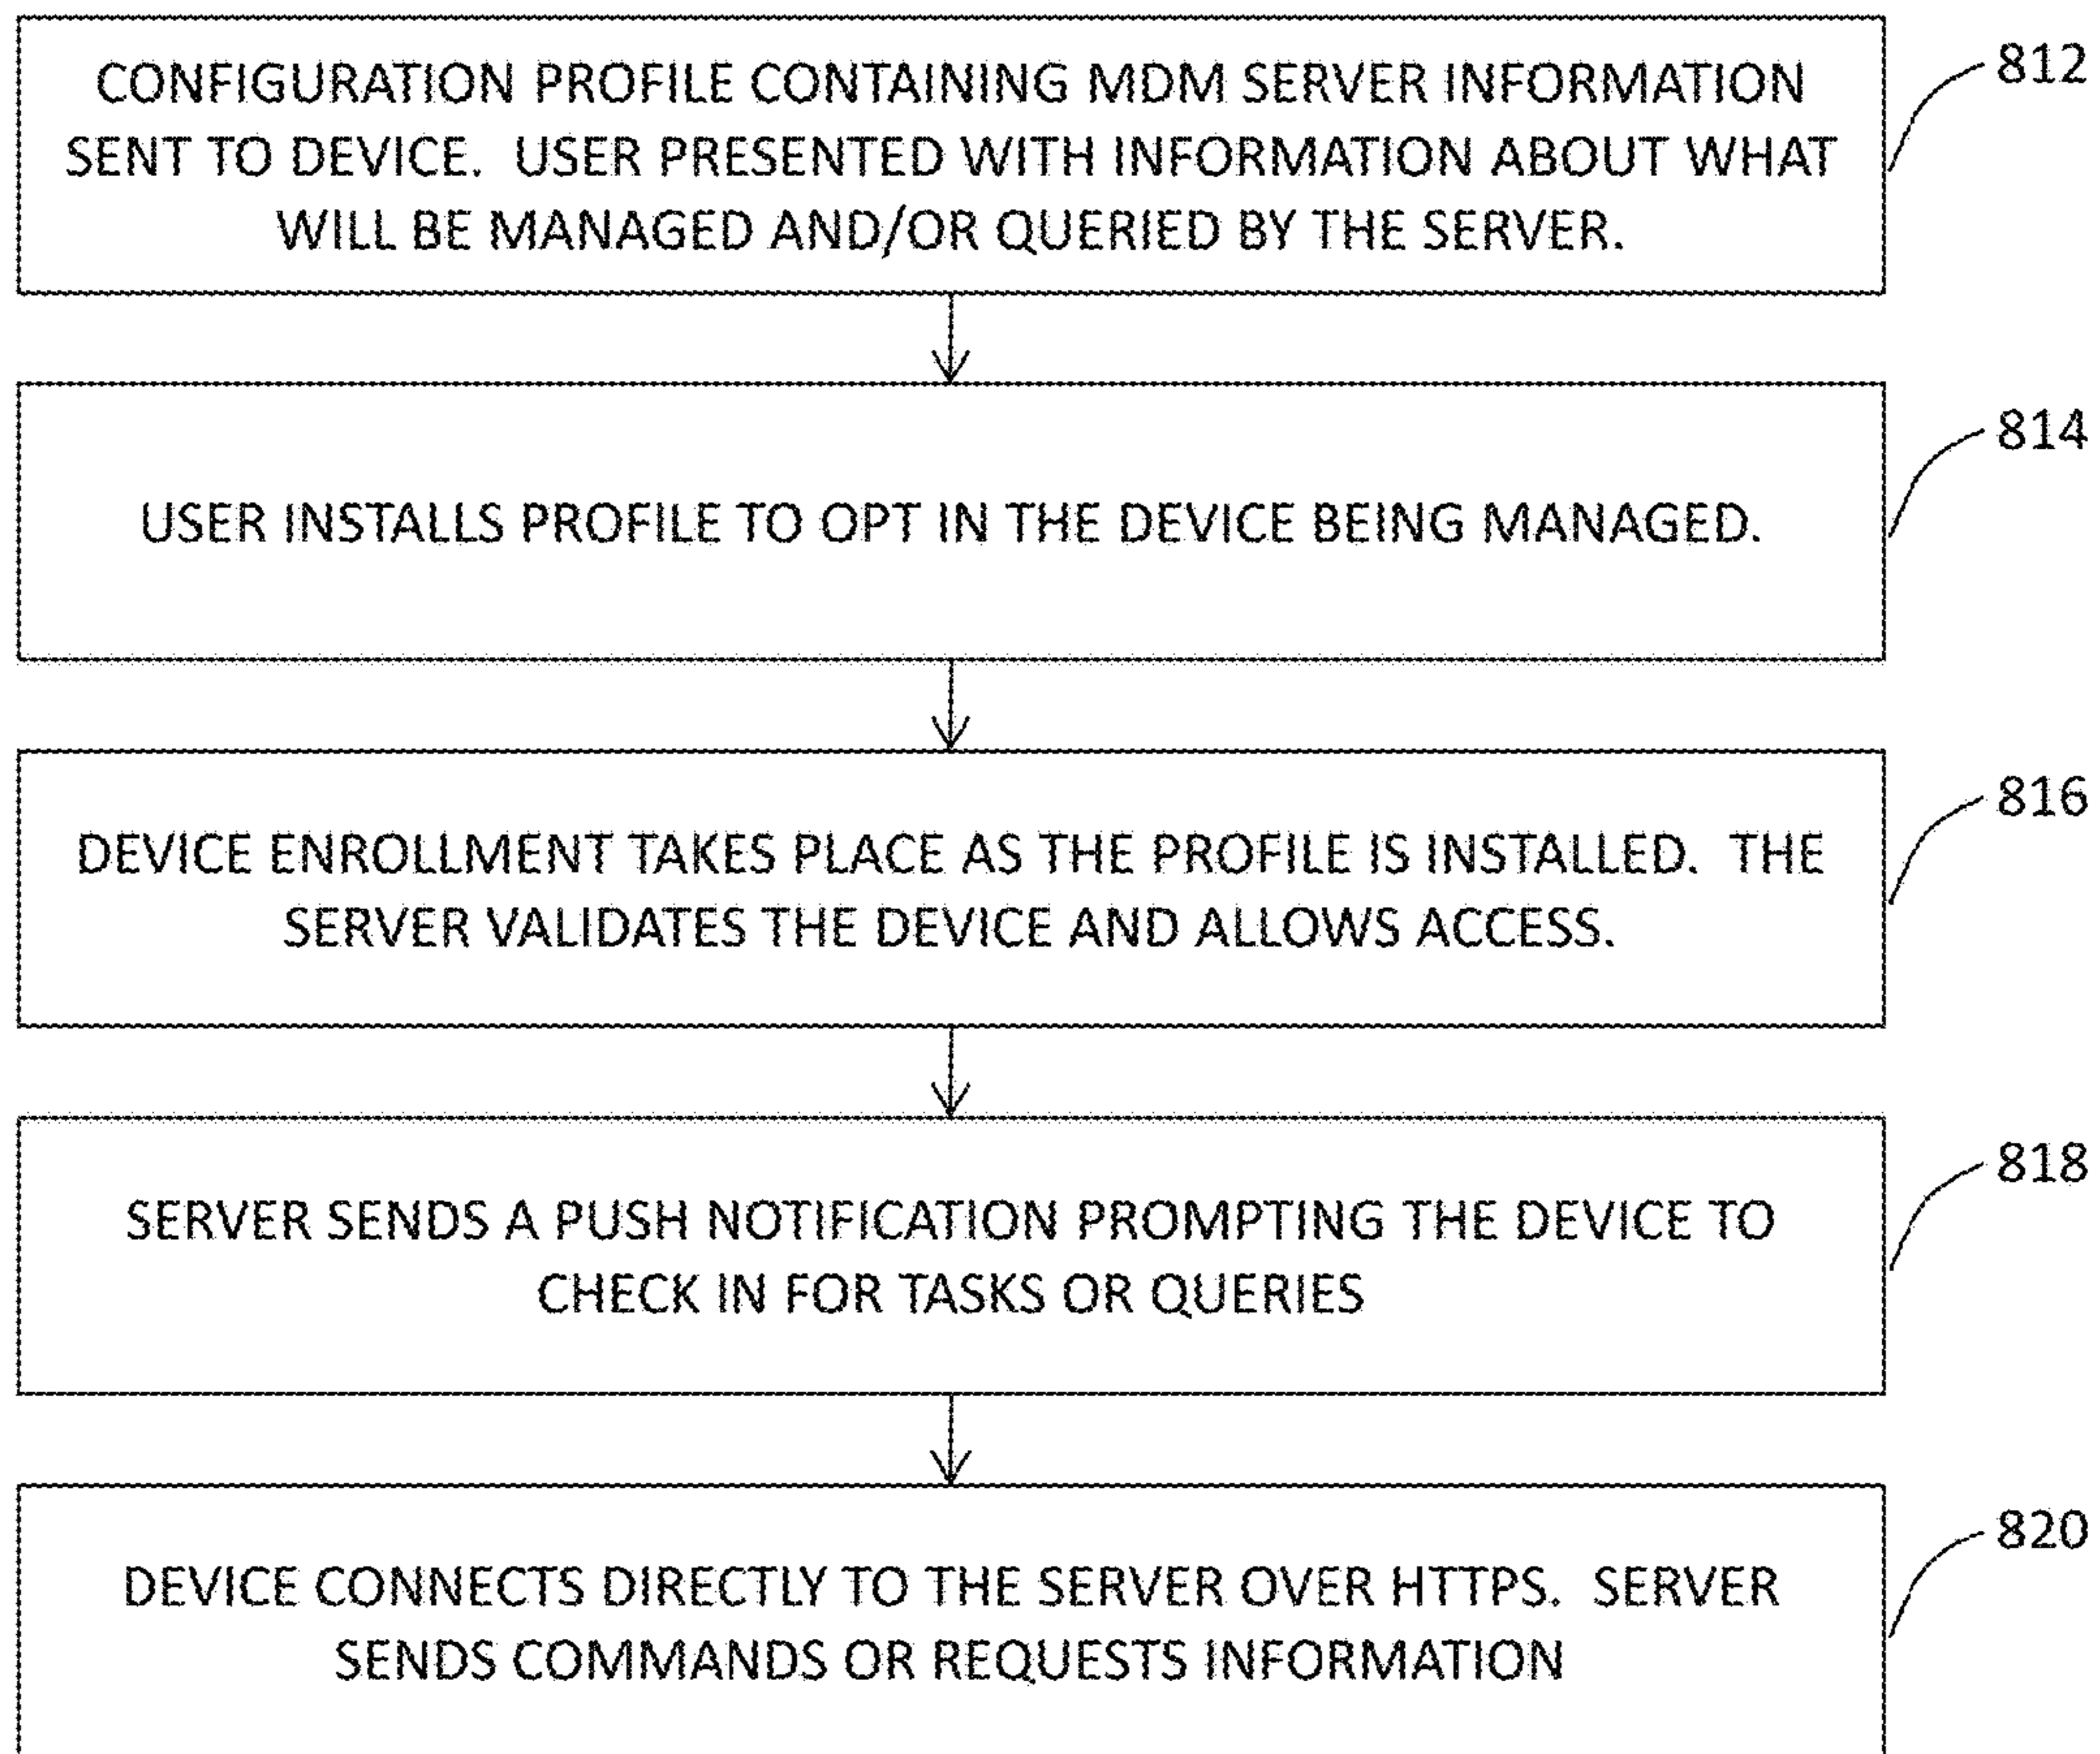 CONFIGURATION PROFILE CONTAINING MDM SERVER INFORMATION
SENT TO DEVICE. USER PRESENTED WITH INFORMATION ABOUT WHAT
WILL BE MANAGED AND/OR QUERIED BY THE SERVER.
812
USER INSTALLS PROFILE TO OPT IN THE DEVICE BEING MANAGED.
814
DEVICE ENROLLMENT TAKES PLACE AS THE PROFILE IS INSTALLED. THE
SERVER VALIDATES THE DEVICE AND ALLOWS ACCESS.
816
SERVER SENDS A PUSH NOTIFICATION PROMPTING THE DEVICE TO
CHECK IN FOR TASKS OR QUERIES
818
DEVICE CONNECTS DIRECTLY TO THE SERVER OVER HTTPS. SERVER
SENDS COMMANDS OR REQUESTS INFORMATION
820